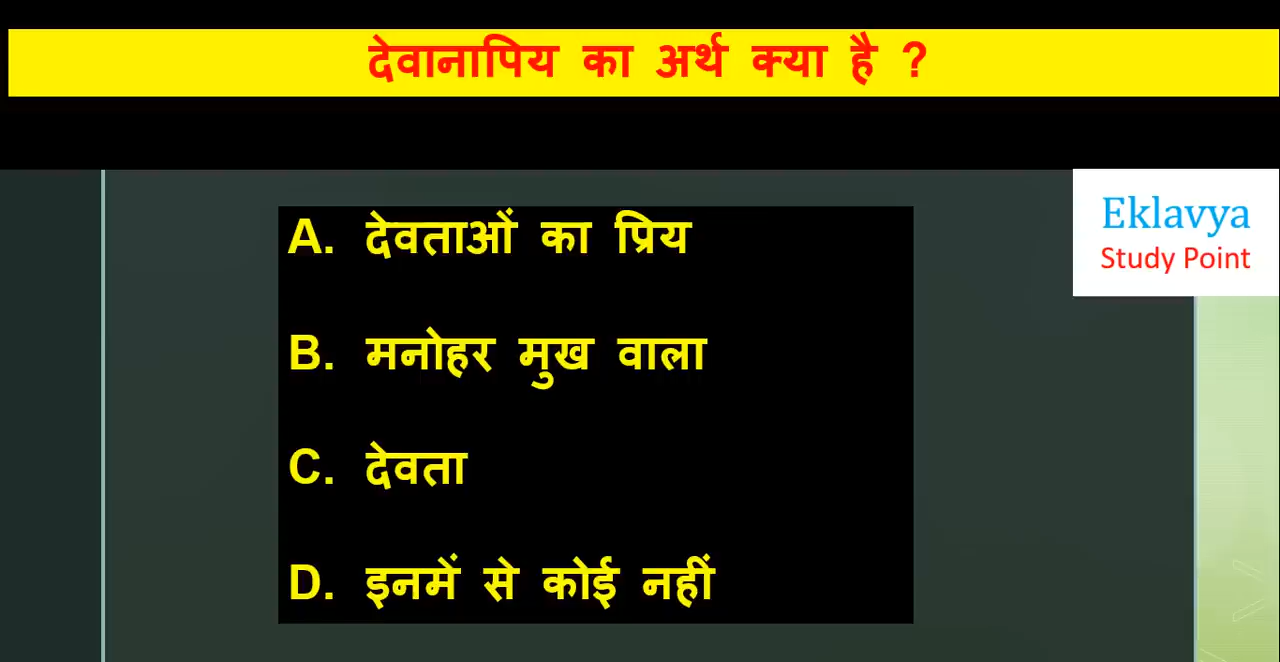 देवानापिय का अर्थ क्या है ?
Eklavya
Study Point
A. देवताओं का प्रिय
B. मनोहर मुख वाला
C. देवता
D. इनमें से कोई नहीं